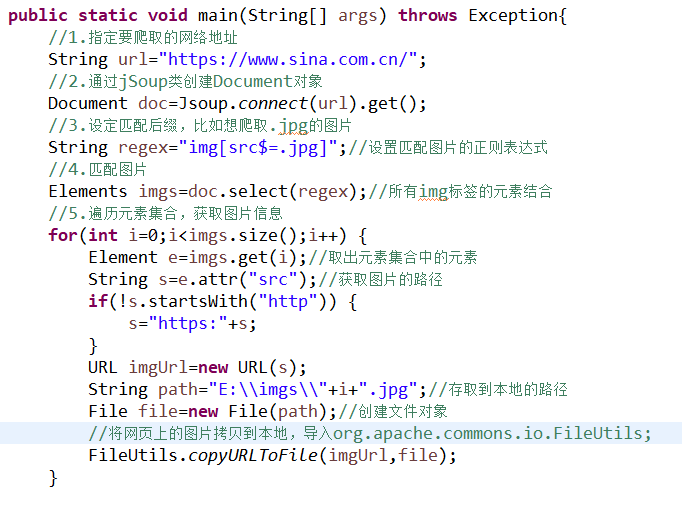 public static void main(String[] args) throws Exception{
//1.指定要爬取的网络地址
String url="https://www.sina.com.cn/";
//2.通过jSoup类创建Document对象
Document doc=Jsoup.connect(url).get();
//3.设定匹配后缀，比如想爬取.jpg的图片
String regex="img[src$=.jpg]";//设置匹配图片的正则表达式
//4.匹配图片
Elements imgs=doc.select(regex);//所有img标签的元素结合
//5.遍历元素集合，获取图片信息
for(int i=0;i<imgs.size();i++) {
Element e=imgs.get(i);//取出元素集合中的元素
String s=e.attr("src");//获取图片的路径
if(!s.startsWith("http")) {
s="https:"+s;
}
URL imgUrl=new URL(s);
String path="E:\\imgs\\"+i+".jpg";//存取到本地的路径
File file=new File(path);//创建文件对象
//将网页上的图片拷贝到本地，导入org.apache.commons.io.FileUtils;
FileUtils.copyURLToFile(imgUrl,file);
}